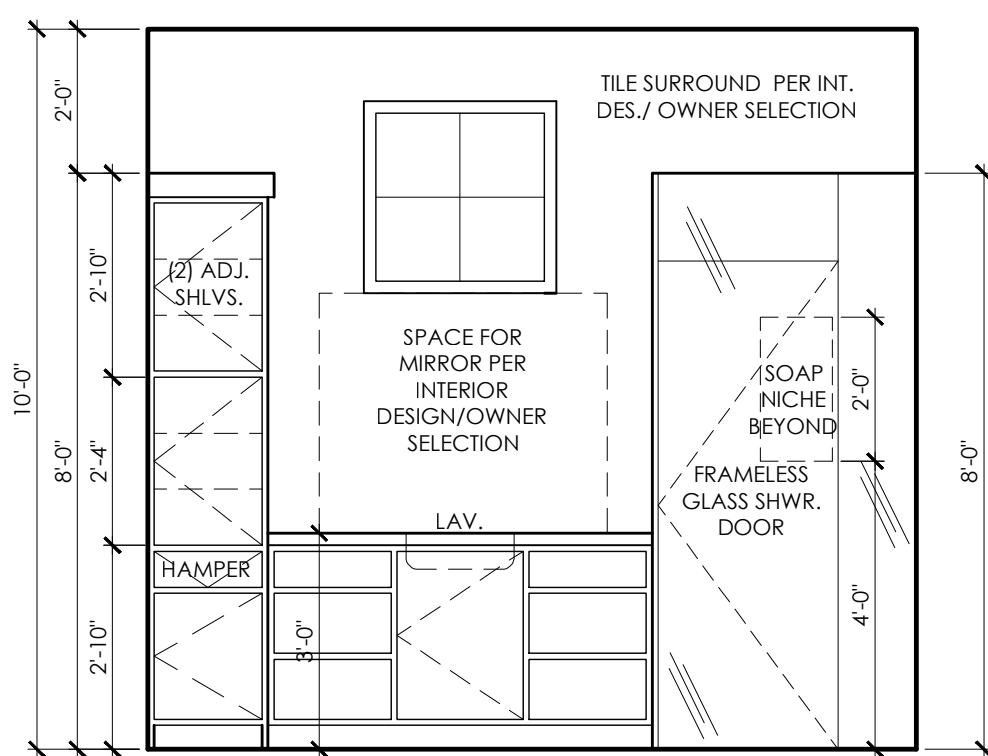 TILE SURROUND  PER INT.
DES./ OWNER SELECTION
2'-0"
10'-0"
8'-0"
2'-10"
2'-4"
2'-10"
(2) ADJ.
SHLVS.
HAMPER
SPACE FOR
MIRROR PER
INTERIOR
DESIGN/OWNER
SELECTION
LAV.
3'-0"
SOAP
NICHE
BEYOND
FRAMELESS
GLASS SHWR.
DOOR
2'-0"
4'-0"
8'-0"